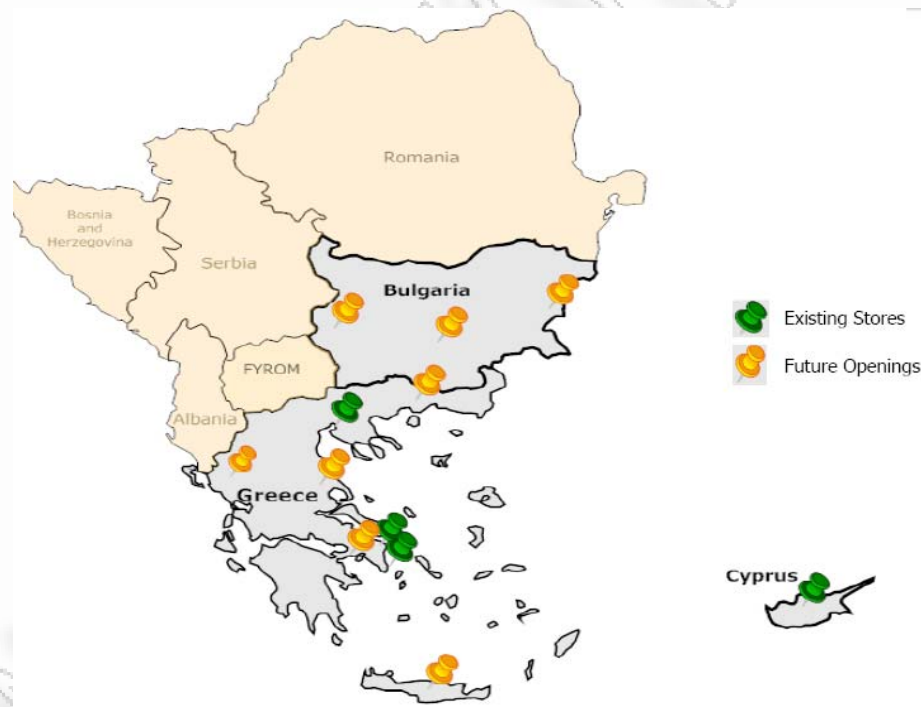 Romania
Bosnia
and
Herzegovina
Serbia
Bulgaria
Existing Stores
FYROM
Future Openings
Albania
Greece
Cyprus